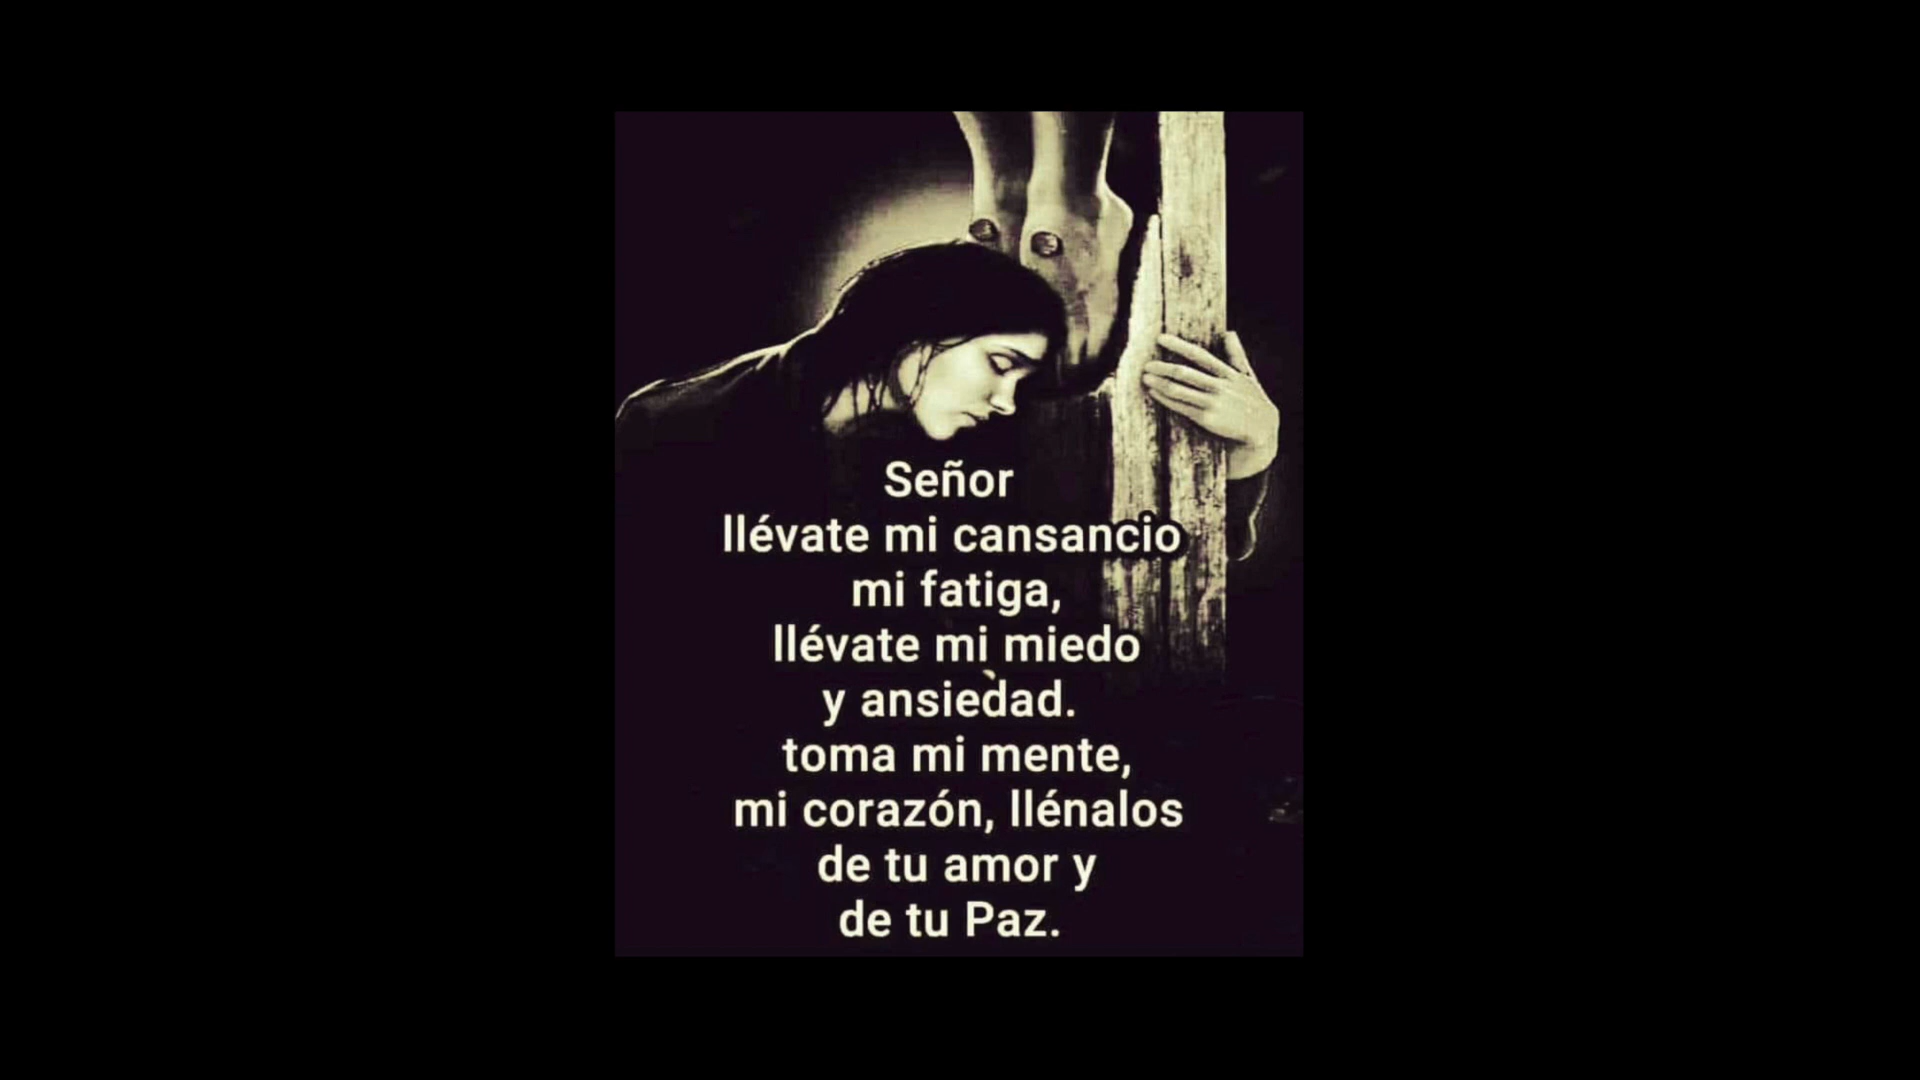 Señor
llévate mi cansancio
mi fatiga,
llévate mi miedo
y ansiedad.
toma mi mente,
mi corazón, llénalos
de tu amor y
de tu Paz.